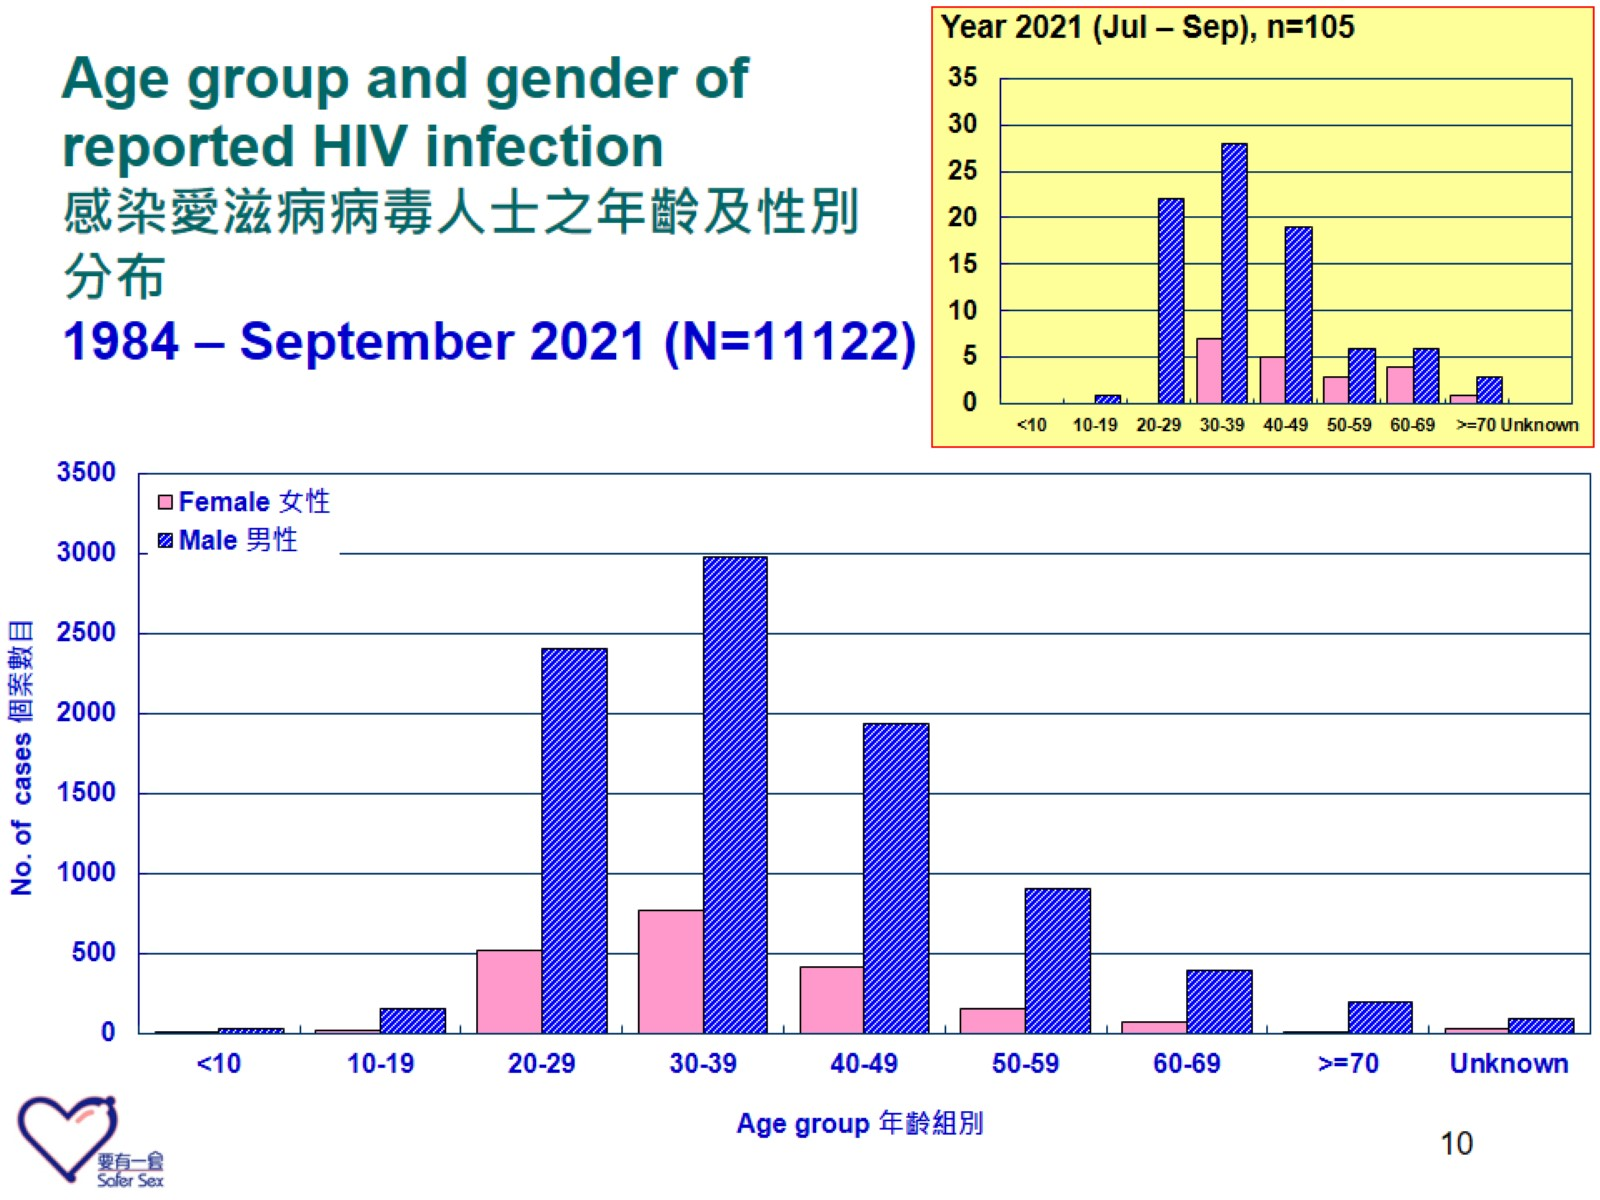 Age group and gender of
reported HIV infection
感染愛滋病病毒人士之年齡及性別
分布
1984 – September 2021 (N=11122)
Year 2021 (Jul – Sep), n=105
35
30
25
20
15
10
5
0
<10 10-19 20-29 30-39 40-49 50-59 60-69 >=70 Unknown
3500
3000
2500
2000
1500
1000
500
0
Female 女性
Male 男性
No. of cases 個案數目
<10 10-19 20-29 30-39 40-49 50-59 60-69 >=70 Unknown
Age group 年齡組別
要有一套
Safer Sex
10